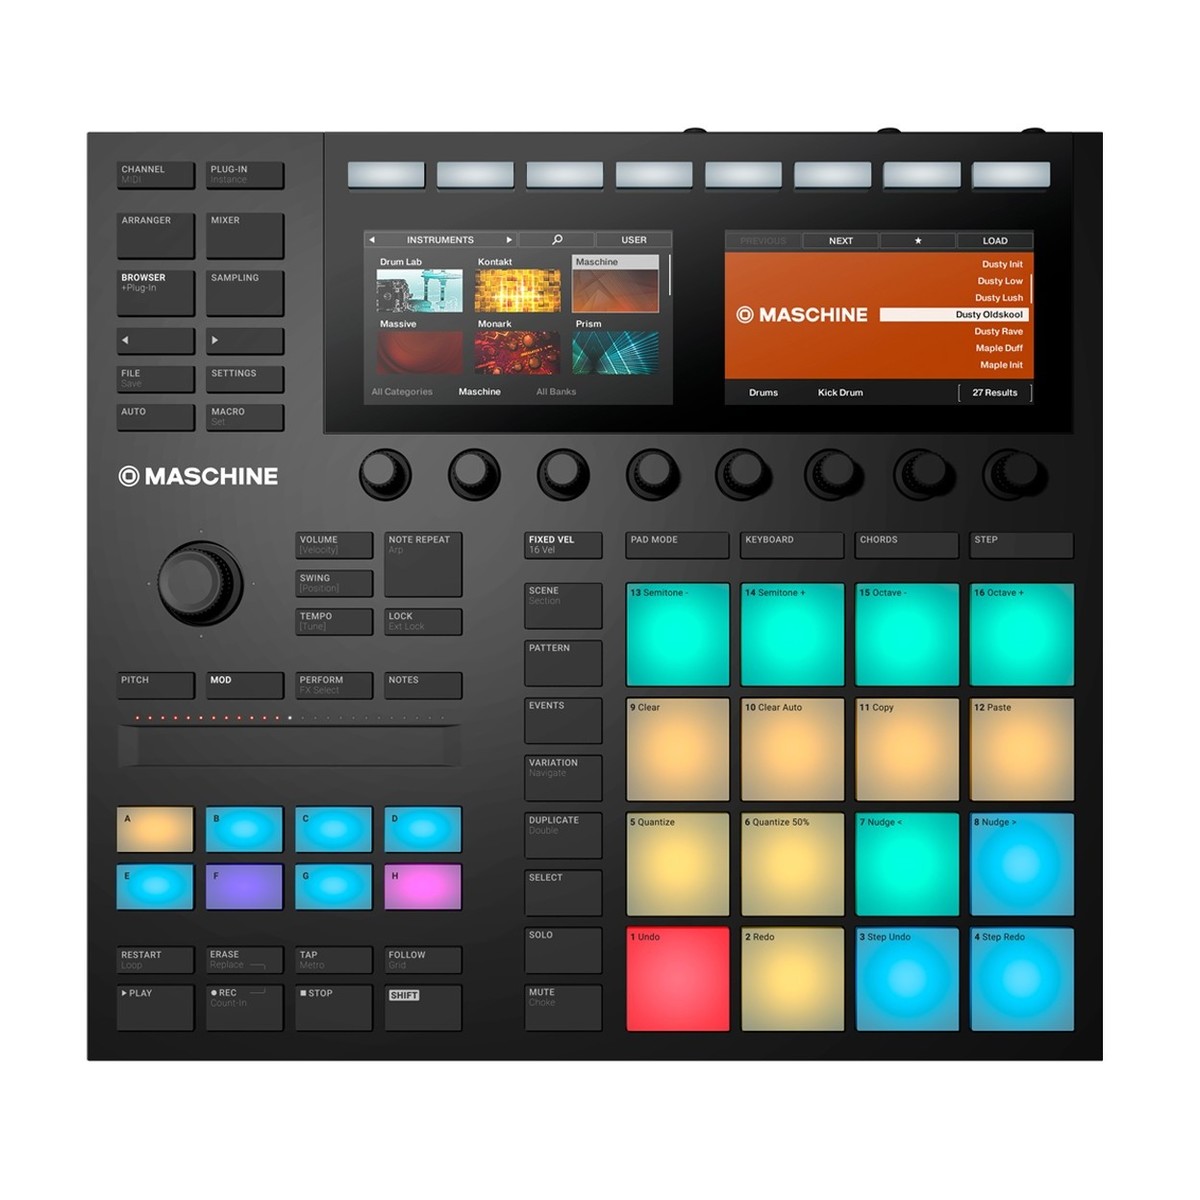 CHANNEL
MIDI
PLUG-IN
Instance
ARRANGER
MIXER
BROWSER
+Plug-In
SAMPLING
FILE
Save
SETTINGS
AUTO
MACRO
Set
INSTRUMENTS
USER
Drum Lab
Kontakt
Maschine
Massive
Monark
Prism
All Categories
Maschine
All Banks
PREVIOUS
NEXT
LOAD
MASCHINE
Dusty Init
Dusty Low
Dusty Lush
Dusty Oldskool
Dusty Rave
Maple Duff
Maple Init
Drums
Kick Drum
27 Results
MASCHINE
VOLUME
[Velocity]
NOTE REPEAT
Arp
SWING
[Position]
TEMPO
[Tune]
LOCK
Ext Lock
PITCH
MOD
PERFORM
FX Select
NOTES
A
B
C
D
E
F
G
H
RESTART
Loop
ERASE
Replace
TAP
Metro
FOLLOW
Grid
PLAY
REC
Count-In
STOP
SHIFT
FIXED VEL
16 Vel
PAD MODE
KEYBOARD
CHORDS
STEP
SCENE
Section
PATTERN
EVENTS
VARIATION
Navigate
DUPLICATE
Double
SELECT
SOLO
MUTE
Choke
13 Semitone -
14 Semitone +
15 Octave -
16 Octave +
9 Clear
10 Clear Auto
11 Copy
12 Paste
5 Quantize
6 Quantize 50%
7 Nudge <
8 Nudge >
1 Undo
2 Redo
3 Step Undo
4 Step Redo